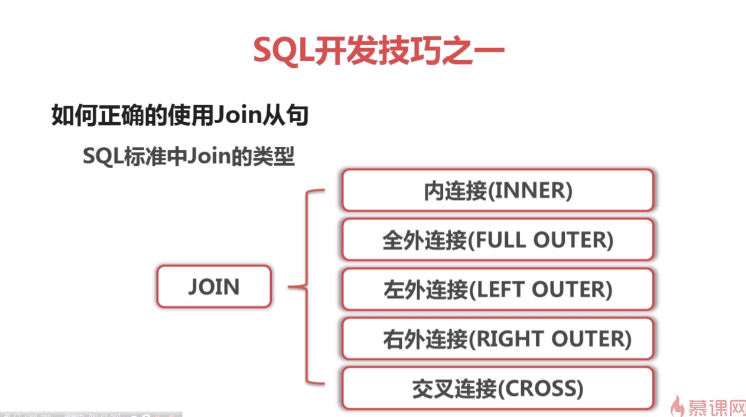 SQL开发技巧之一
如何正确的使用Join从句
SQL标准中Join的类型
内连接(INNER)
全外连接(FULL OUTER)
JOIN
左外连接(LEFT OUTER)
右外连接(RIGHT OUTER)
交叉连接(CROSS)
慕课网